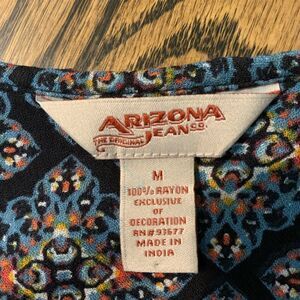 ARIZONA
THE ORIGINAL JEAN CO.
M
100% RAYON
EXCLUSIVE
OF
DECORATION
RN#93677
MADE IN
INDIA